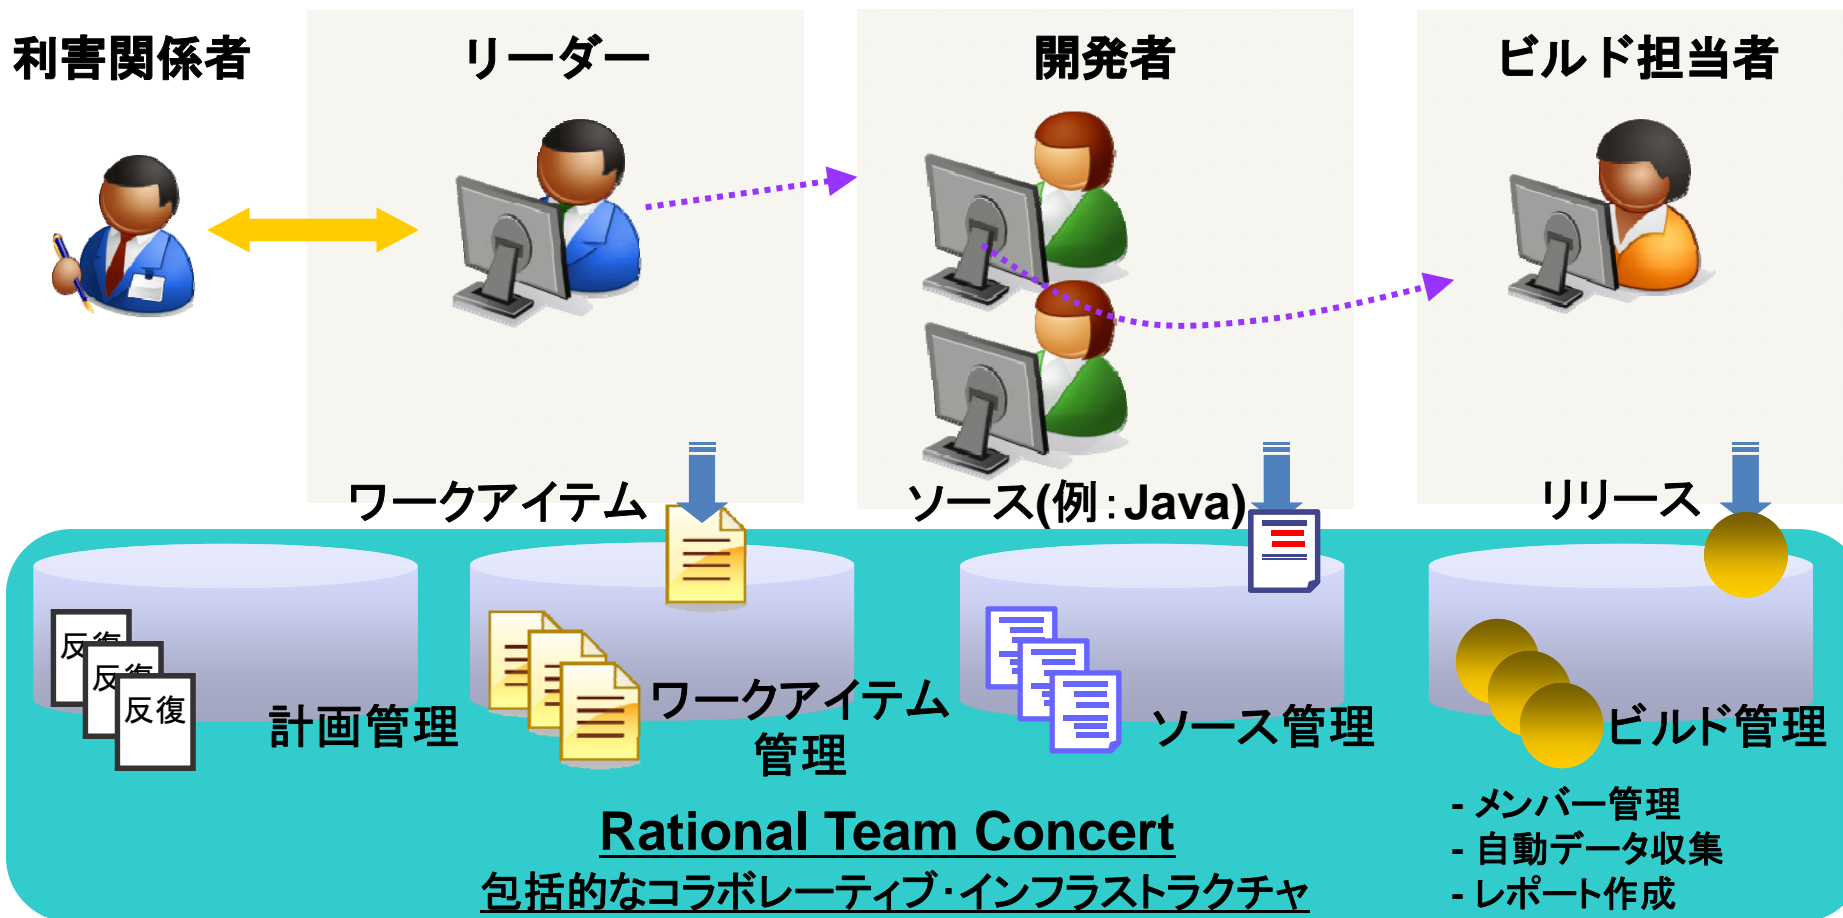 利害関係者
リーダー
開発者
ビルド担当者
ワークアイテム
ソース(例:Java)
リリース
反復
反復
反復
計画管理
ワークアイテム
管理
ソース管理
ビルド管理
Rational Team Concert
包括的なコラボレーティブ・インフラストラクチャ
- メンバー管理
- 自動データ収集
- レポート作成